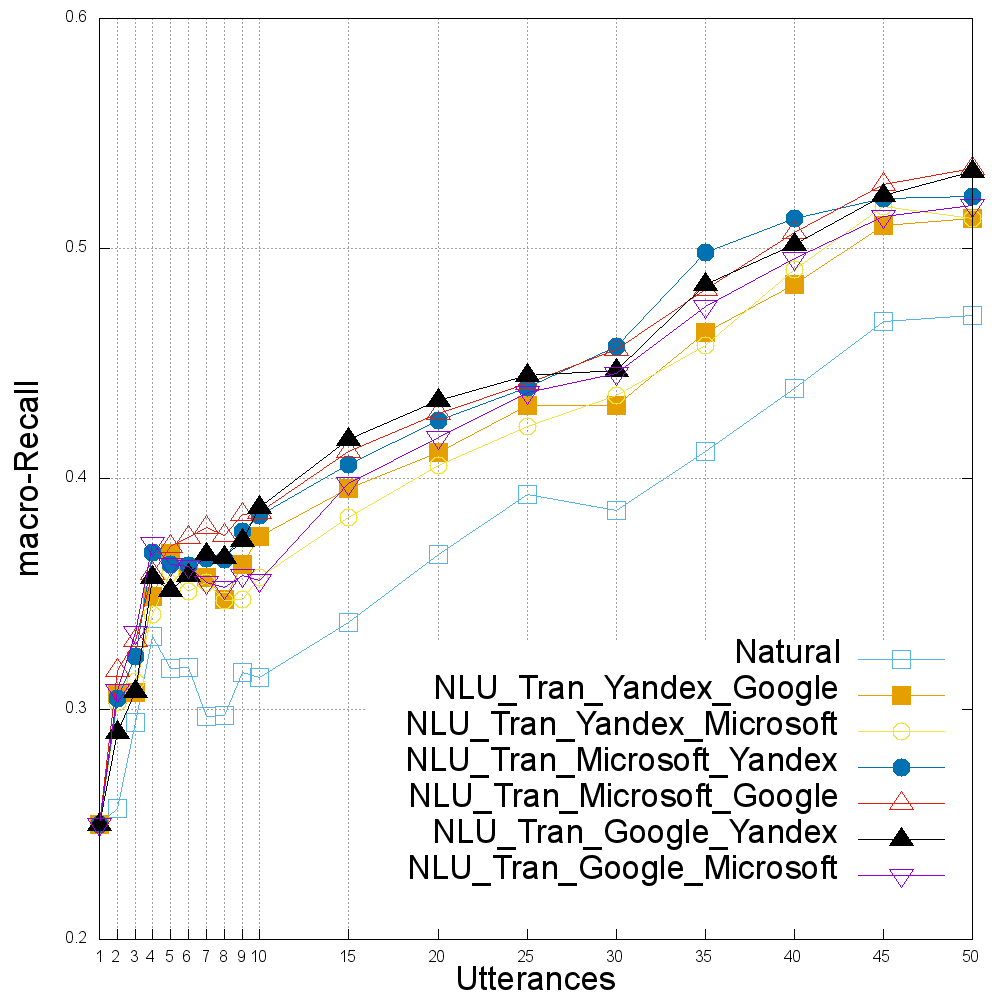 0.6
0.5
0.4
0.3
0.2
macro-Recall
Natural
NLU_Tran_Yandex_Google
NLU_Tran_Yandex_Microsoft
NLU_Tran_Microsoft_Yandex
NLU_Tran_Microsoft_Google
NLU_Tran_Google_Yandex
NLU_Tran_Google_Microsoft
1 2 3 4 5 6 7 8 9 10 15 20 25 30 35 40 45 50
Utterances